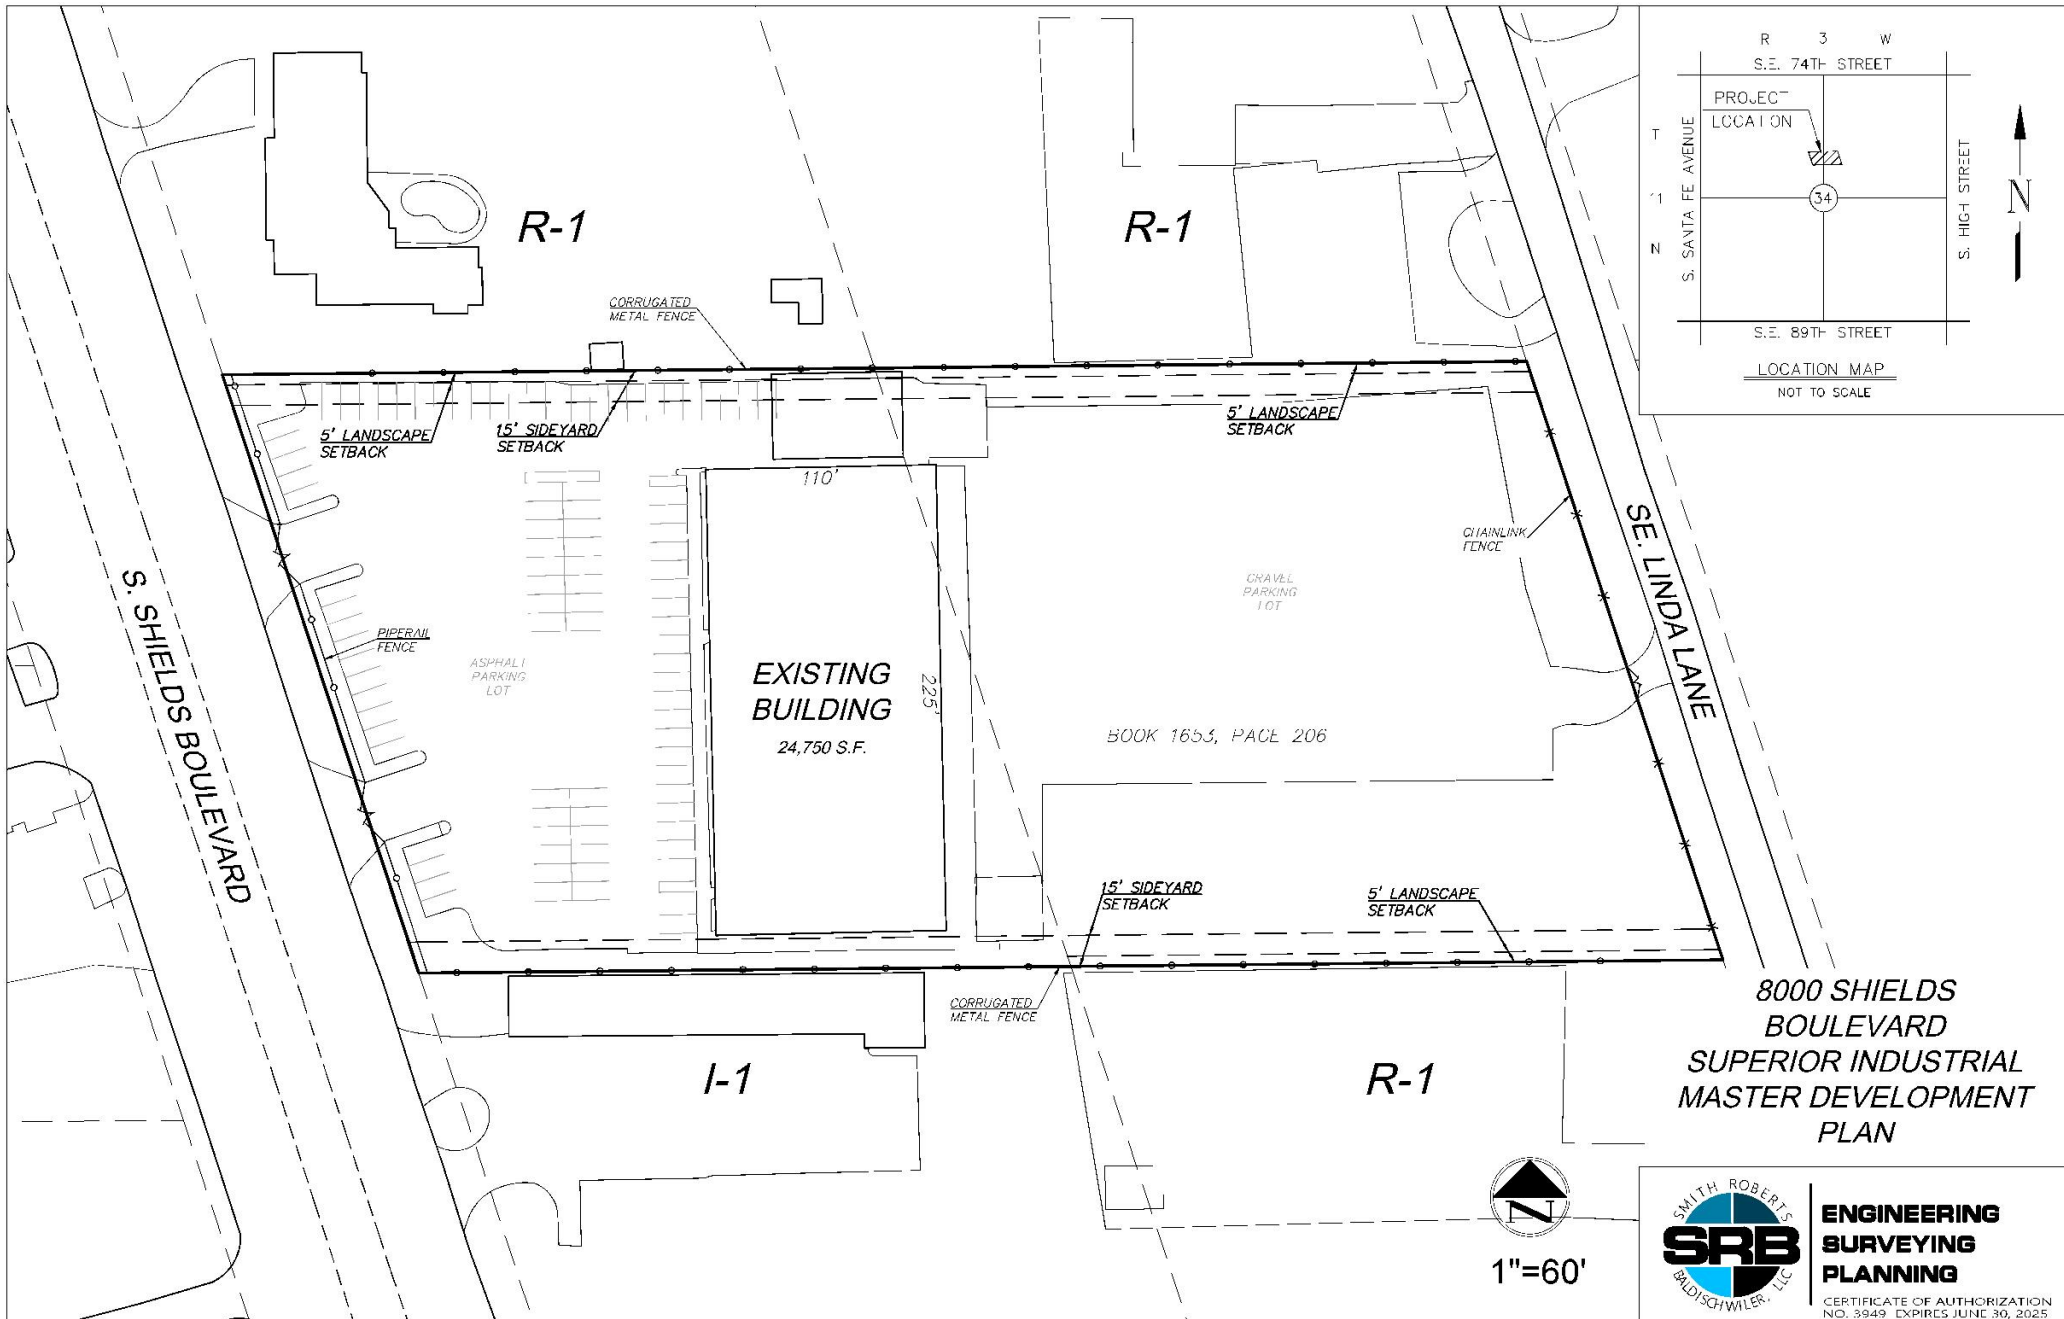 R 3 W
S.E. 74TH STREET
PROJECT
LOCATION
S. SANTA FE AVENUE
T
11
N
34
S. HIGH STREET
N
S.E. 89TH STREET
LOCATION MAP
NOT TO SCALE
R-1
R-1
CORRUGATED
METAL FENCE
5' LANDSCAPE
SETBACK
15' SIDEYARD
SETBACK
5' LANDSCAPE
SETBACK
110'
CHAINLINK
FENCE
SE. LINDA LANE
GRAVEL
PARKING
LOT
S. SHIELDS BOULEVARD
PIPERAIL
FENCE
ASPHALT
PARKING
LOT
EXISTING
BUILDING
24,750 S.F.
225'
BOOK 1653, PAGE 206
15' SIDEYARD
SETBACK
5' LANDSCAPE
SETBACK
CORRUGATED
METAL FENCE
I-1
R-1
8000 SHIELDS
BOULEVARD
SUPERIOR INDUSTRIAL
MASTER DEVELOPMENT
PLAN
N
1"=60'
SMITH ROBERTS
SRB
BALDISCHWILER, LLC
ENGINEERING
SURVEYING
PLANNING
CERTIFICATE OF AUTHORIZATION
NO. 3949 EXPIRES JUNE 30, 2025